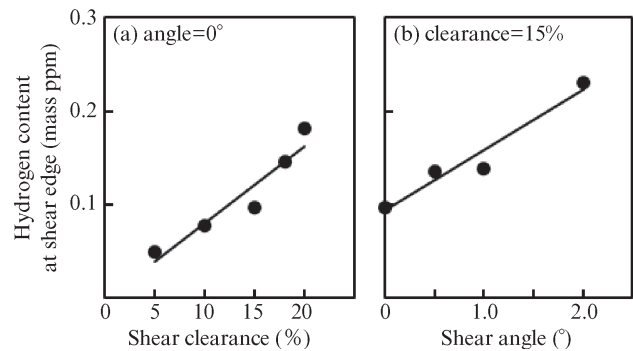 0.3
(a) angle=0°
(b) clearance=15%
0.2
0.1
Hydrogen content
at shear edge (mass ppm)
0 5 10 15 20
0 1.0 2.0
Shear clearance (%)
Shear angle (°)